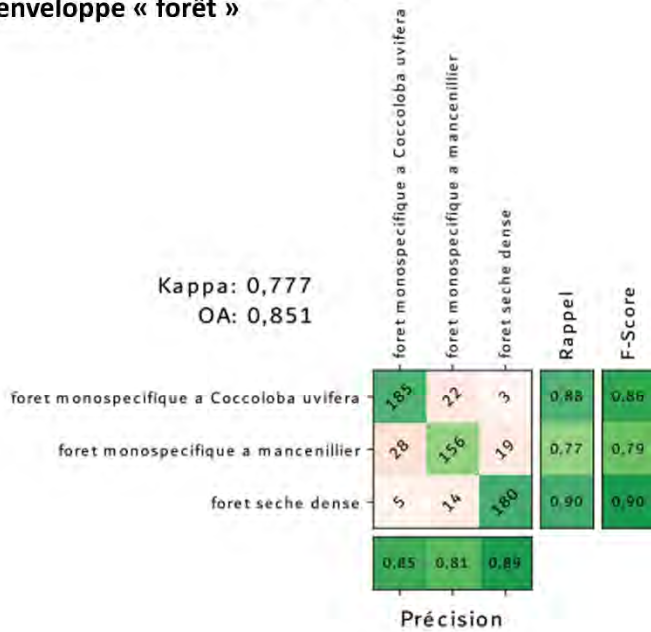 enveloppe « forêt »
foret monospecifique a Coccoloba uvifera
foret monospecifique a mancenillier
foret seche dense
Rappel
F-Score
Kappa: 0,777
OA: 0,851
foret monospecifique a Coccoloba uvifera 185 22 3 0,88 0,86
foret monospecifique a mancenillier 28 156 19 0,77 0,79
foret seche dense 5 14 180 0,90 0,90
0,85 0,81 0,89
Précision